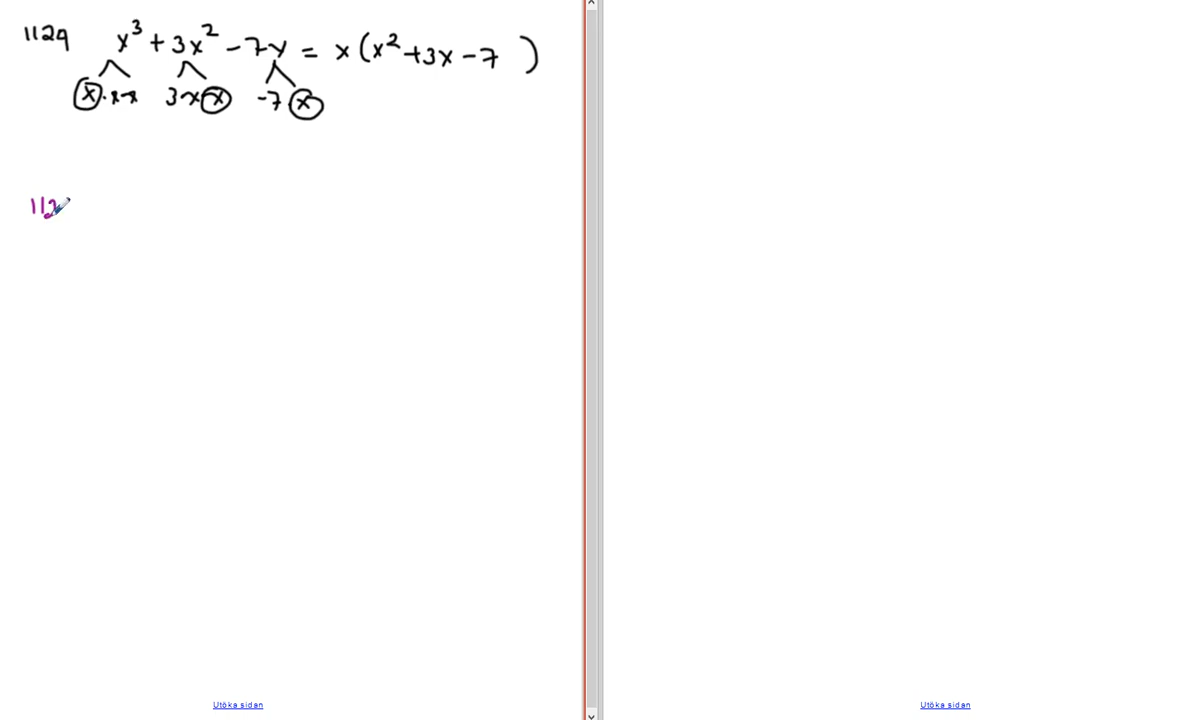 1129 x³ + 3x² - 7x = x(x² + 3x - 7 )
x·x·x 3·x·x -7·x
112
Utöka sidan Utöka sidan